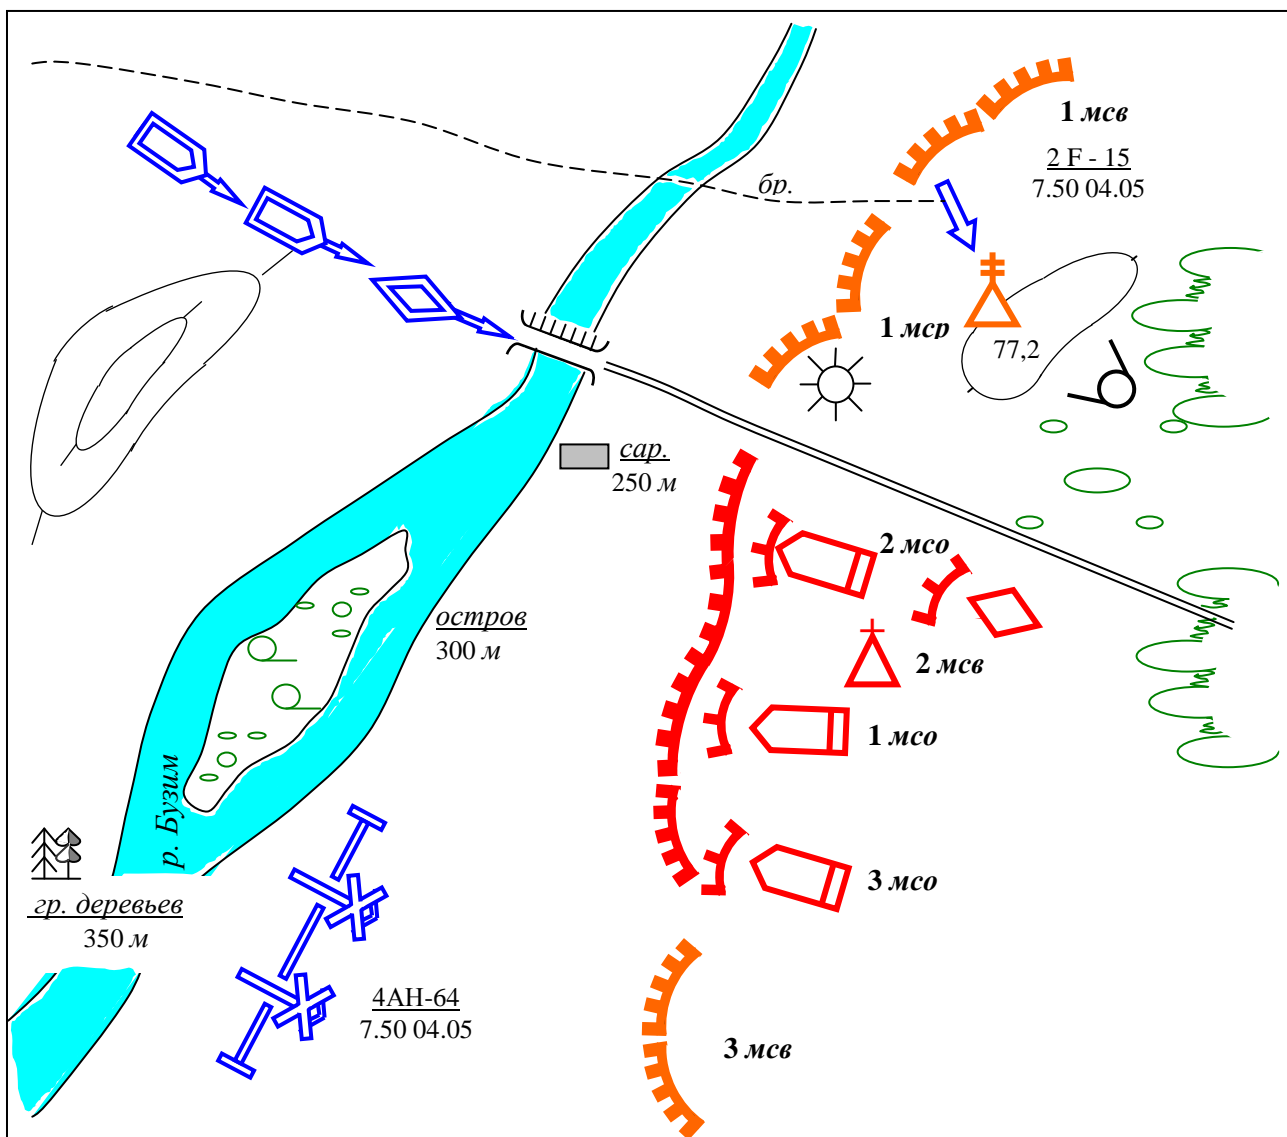 1 мсв
2 F - 15
7.50 04.05
бр.
1 мср
77,2
сар.
250 м
2 мсо
остров
300 м
2 мсв
1 мсо
р. Бузим
3 мсо
гр. деревьев
350 м
4АН-64
7.50 04.05
3 мсв